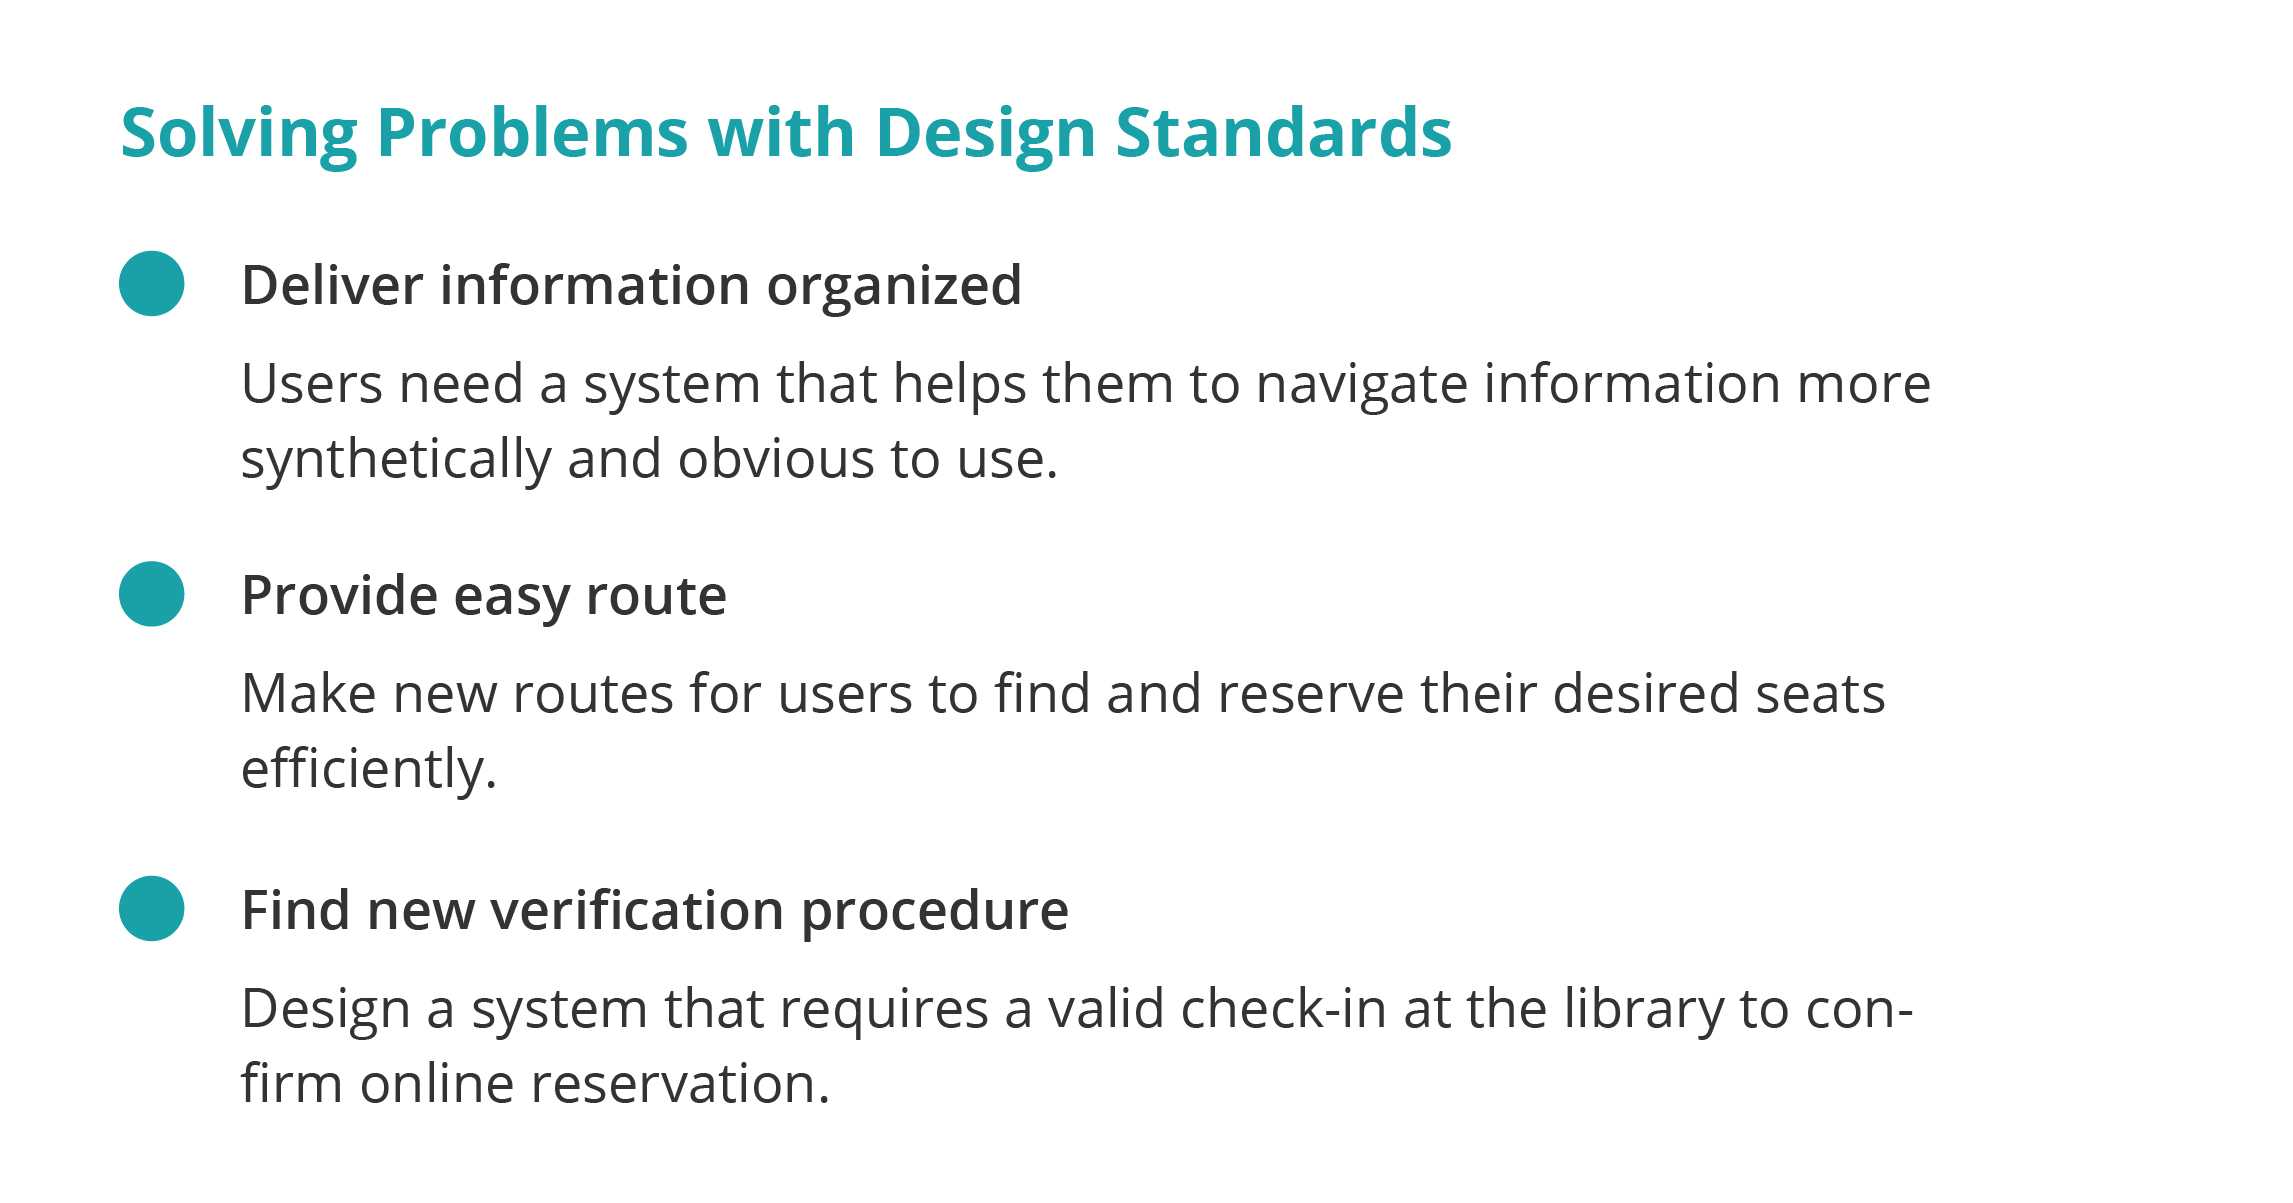 Solving Problems with Design Standards
Deliver information organized
Users need a system that helps them to navigate information more
synthetically and obvious to use.
Provide easy route
Make new routes for users to find and reserve their desired seats
efficiently.
Find new verification procedure
Design a system that requires a valid check-in at the library to con-
firm online reservation.